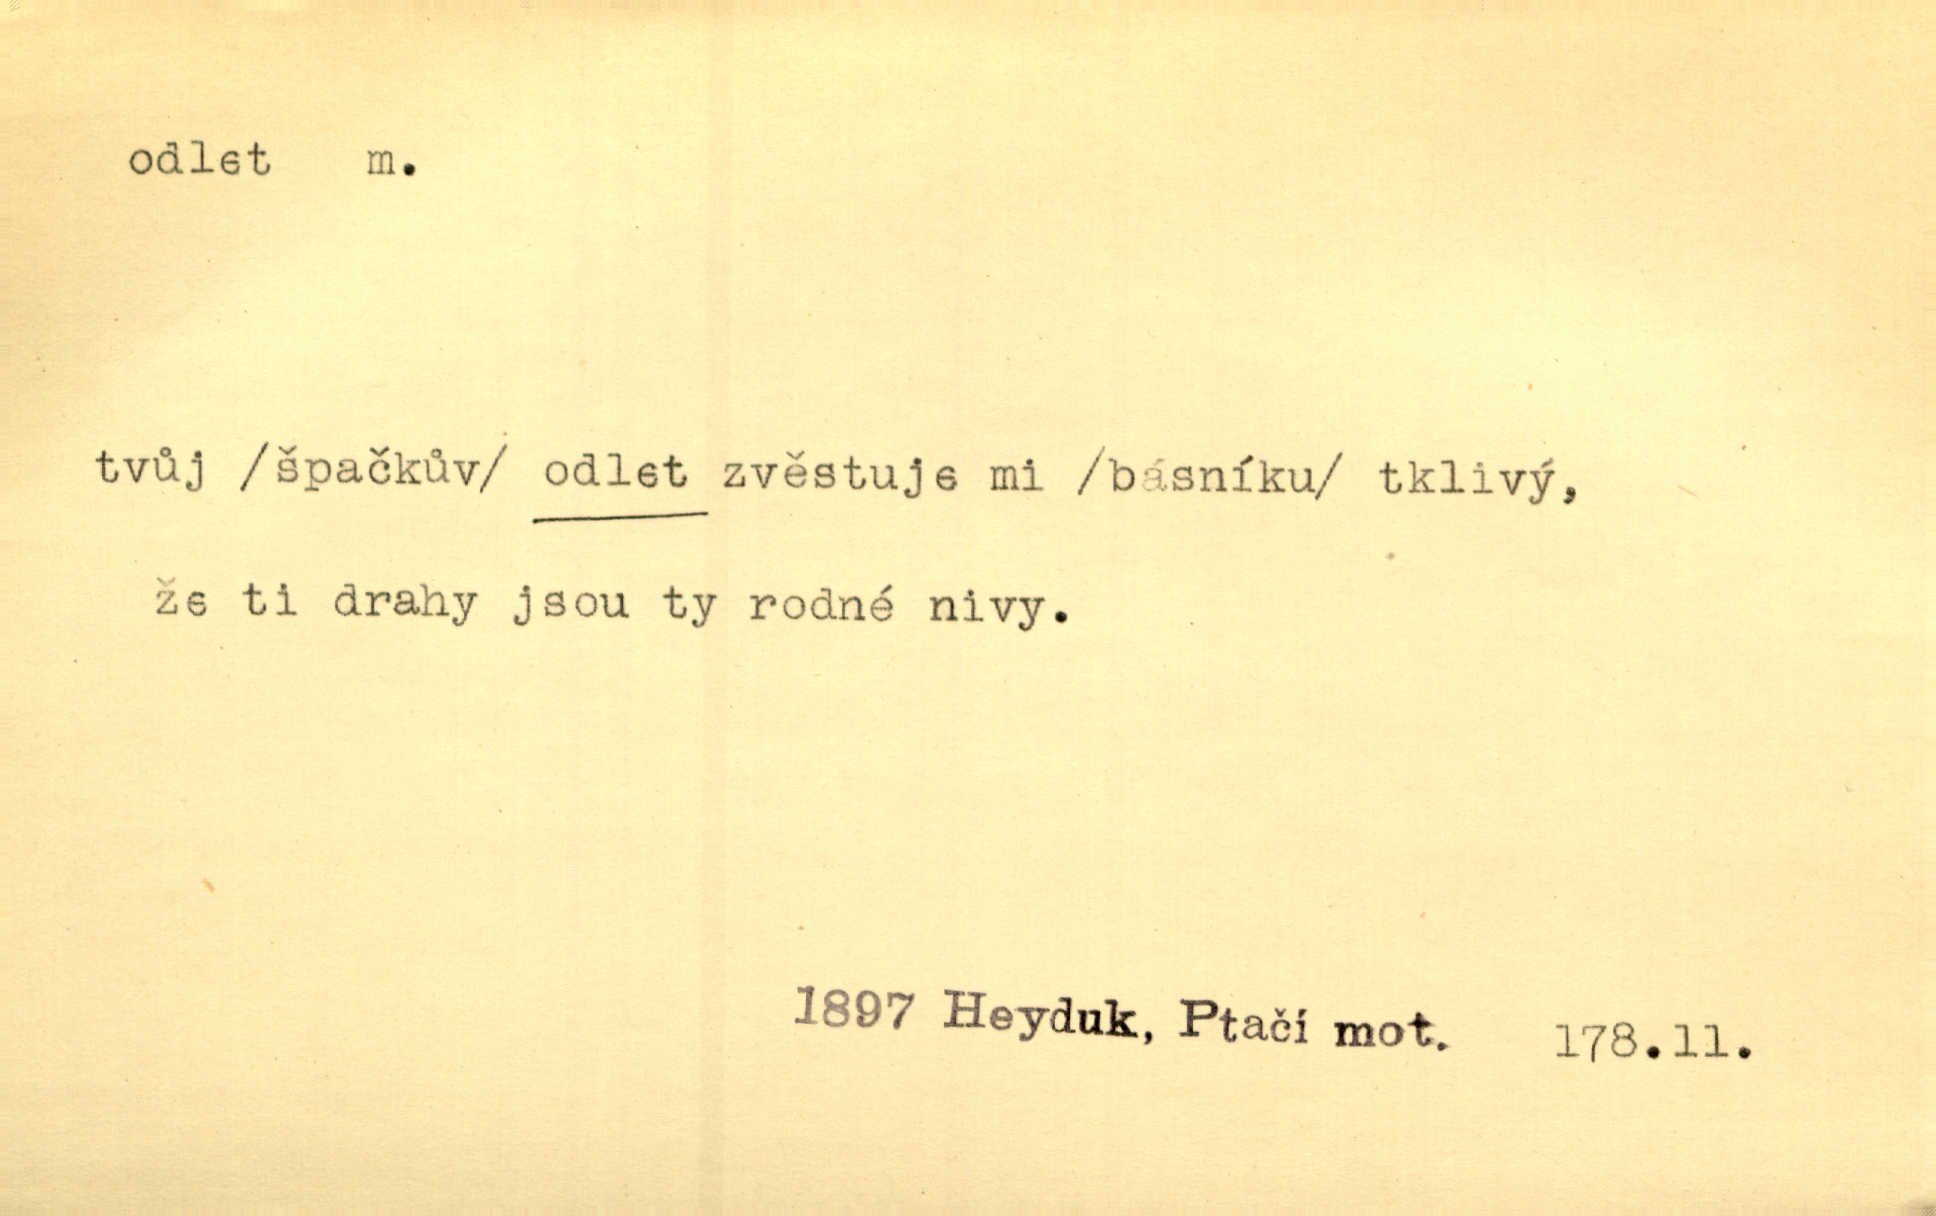 odlet m.
tvůj /špačkův/ odlet zvěstuje mi /básníku/ tklivý,
že ti drahy jsou ty rodné nivy.
1897 Heyduk, Ptačí mot. 178.11.